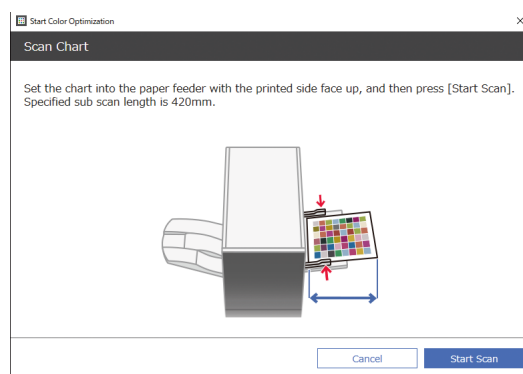 Start Color Optimization
Scan Chart
Set the chart into the paper feeder with the printed side face up, and then press [Start Scan].
Specified sub scan length is 420mm.
Cancel
Start Scan